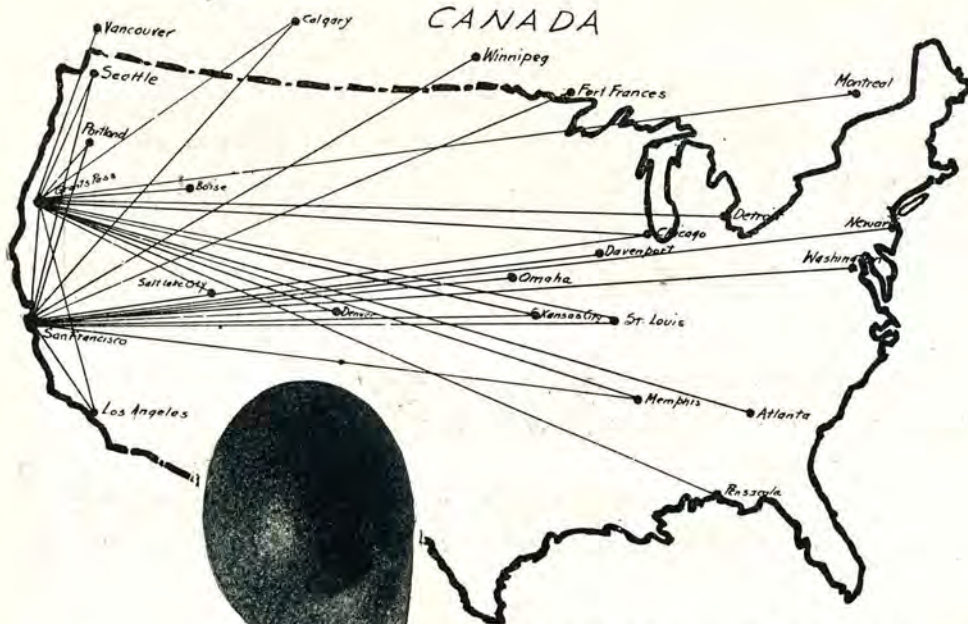 CANADA
Vancouver
Calgary
Winnipeg
Seattle
Fort Frances
Montreal
Portland
Grants Pass
Boise
Detroit
Chicago
Newark
Davenport
Washington
Omaha
Salt Lake City
Denver
Kansas City
St. Louis
San Francisco
Memphis
Los Angeles
Atlanta
Pensacola